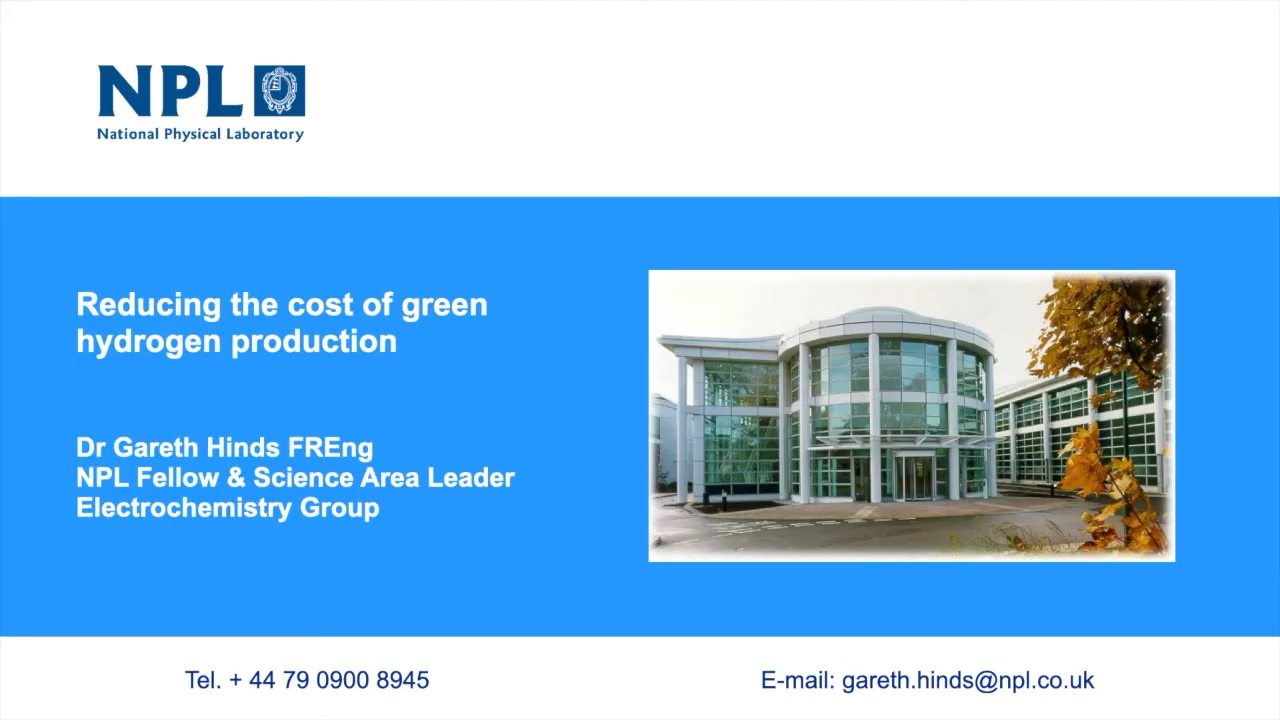 NPL
National Physical Laboratory
Reducing the cost of green
hydrogen production
Dr Gareth Hinds FREng
NPL Fellow & Science Area Leader
Electrochemistry Group
Tel. + 44 79 0900 8945
E-mail: gareth.hinds@npl.co.uk